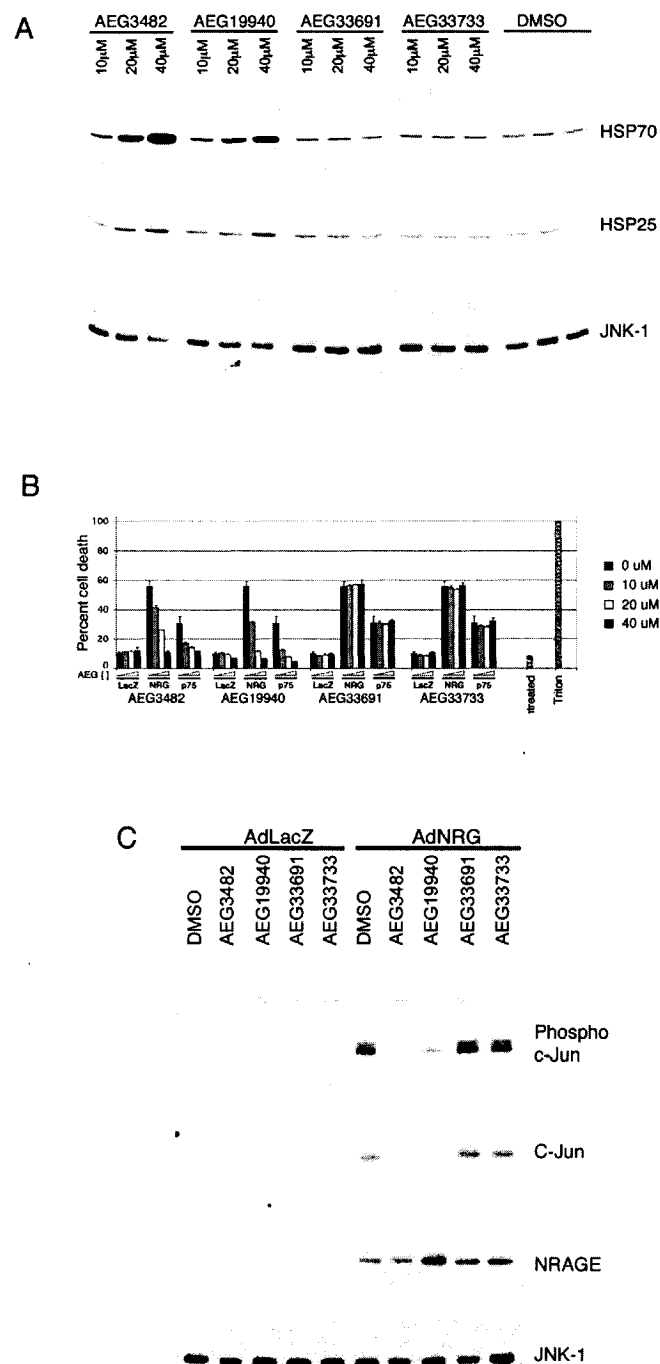 A
AEG3482 AEG19940 AEG33691 AEG33733 DMSO
10µM 20µM 40µM 10µM 20µM 40µM 10µM 20µM 40µM 10µM 20µM 40µM
HSP70
HSP25
JNK-1
B
Percent cell death
100
80
60
40
20
0
0 uM
10 uM
20 uM
40 uM
AEG [ ]
LacZ NRG p75 LacZ NRG p75 LacZ NRG p75 LacZ NRG p75
AEG3482 AEG19940 AEG33691 AEG33733
ntreated
Triton
C
AdLacZ AdNRG
DMSO AEG3482 AEG19940 AEG33691 AEG33733 DMSO AEG3482 AEG19940 AEG33691 AEG33733
Phospho
c-Jun
C-Jun
NRAGE
JNK-1